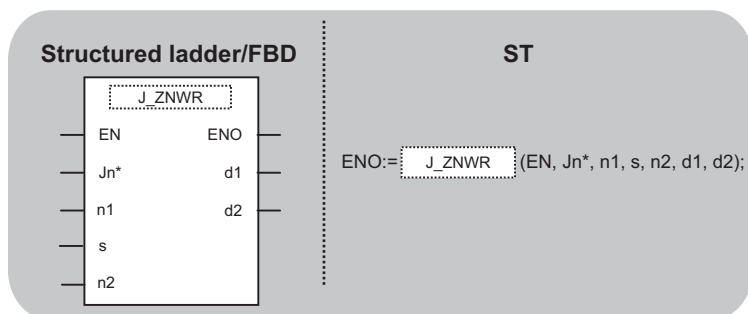 Structured ladder/FBD
J_ZNWR
EN ENO
Jn* d1
n1 d2
s
n2
ST
ENO:= J_ZNWR (EN, Jn*, n1, s, n2, d1, d2);